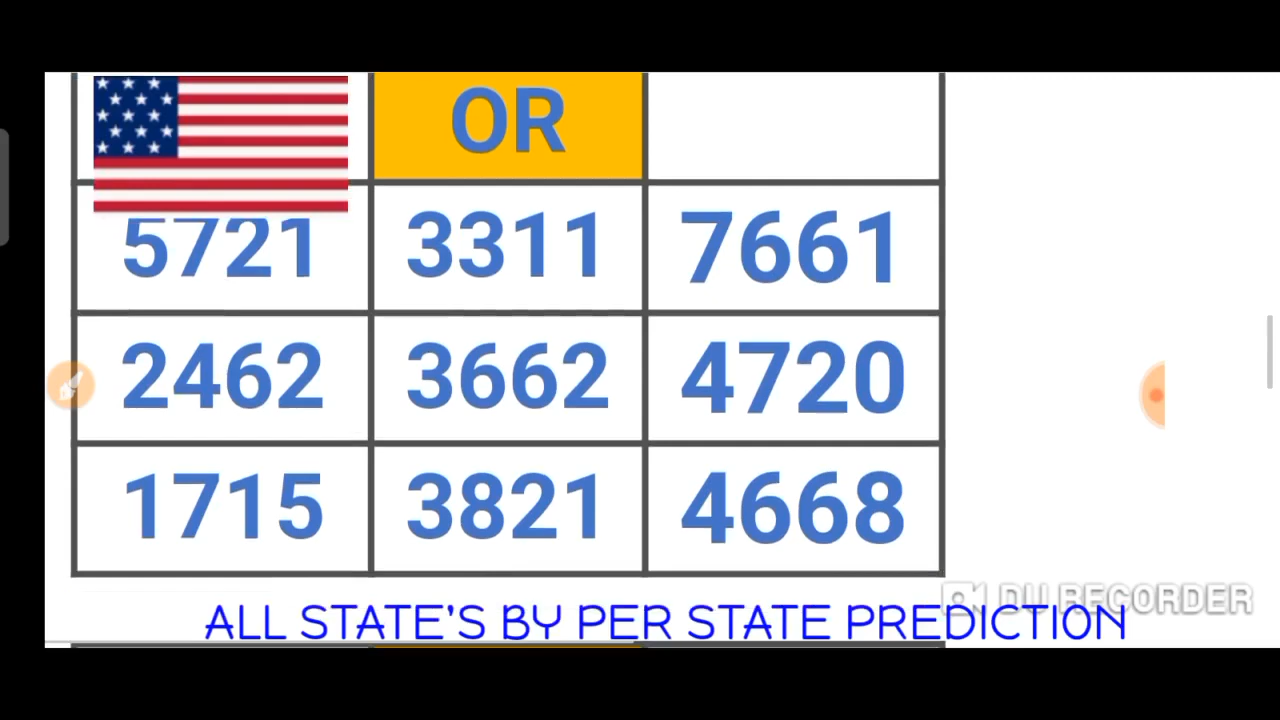 OR
5721 3311 7661
2462 3662 4720
1715 3821 4668
DU RECORDER
ALL STATE'S BY PER STATE PREDICTION